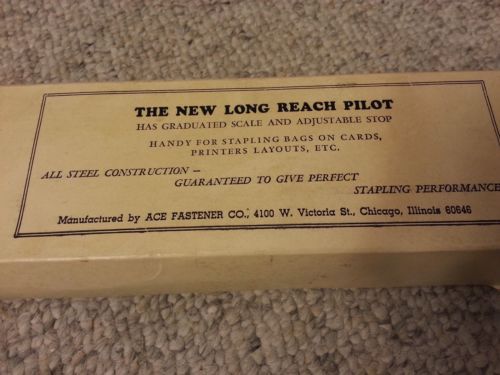 THE NEW LONG REACH PILOT
HAS GRADUATED SCALE AND ADJUSTABLE STOP
HANDY FOR STAPLING BAGS ON CARDS,
PRINTERS LAYOUTS, ETC.
ALL STEEL CONSTRUCTION —
GUARANTEED TO GIVE PERFECT
STAPLING PERFORMANCE
Manufactured by ACE FASTENER CO., 4100 W. Victoria St., Chicago, Illinois 60646